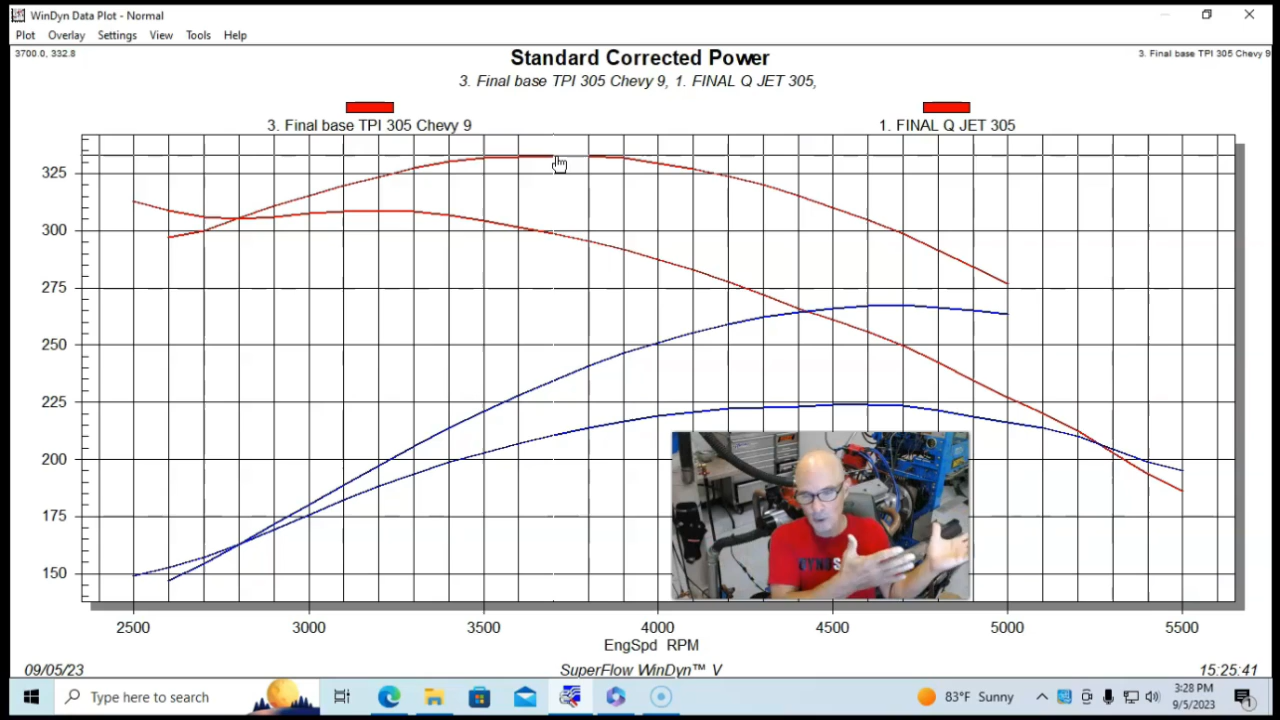 WinDyn Data Plot - Normal
Plot Overlay Settings View Tools Help
3700.0, 332.8
3. Final base TPI 305 Chevy 9
Standard Corrected Power
3. Final base TPI 305 Chevy 9, 1. FINAL Q JET 305,
3. Final base TPI 305 Chevy 9
1. FINAL Q JET 305
325
300
275
250
225
200
175
150
2500 3000 3500 4000 4500 5000 5500
EngSpd RPM
09/05/23
SuperFlow WinDyn™ V
15:25:41
Type here to search
83°F Sunny
3:28 PM
9/5/2023
1